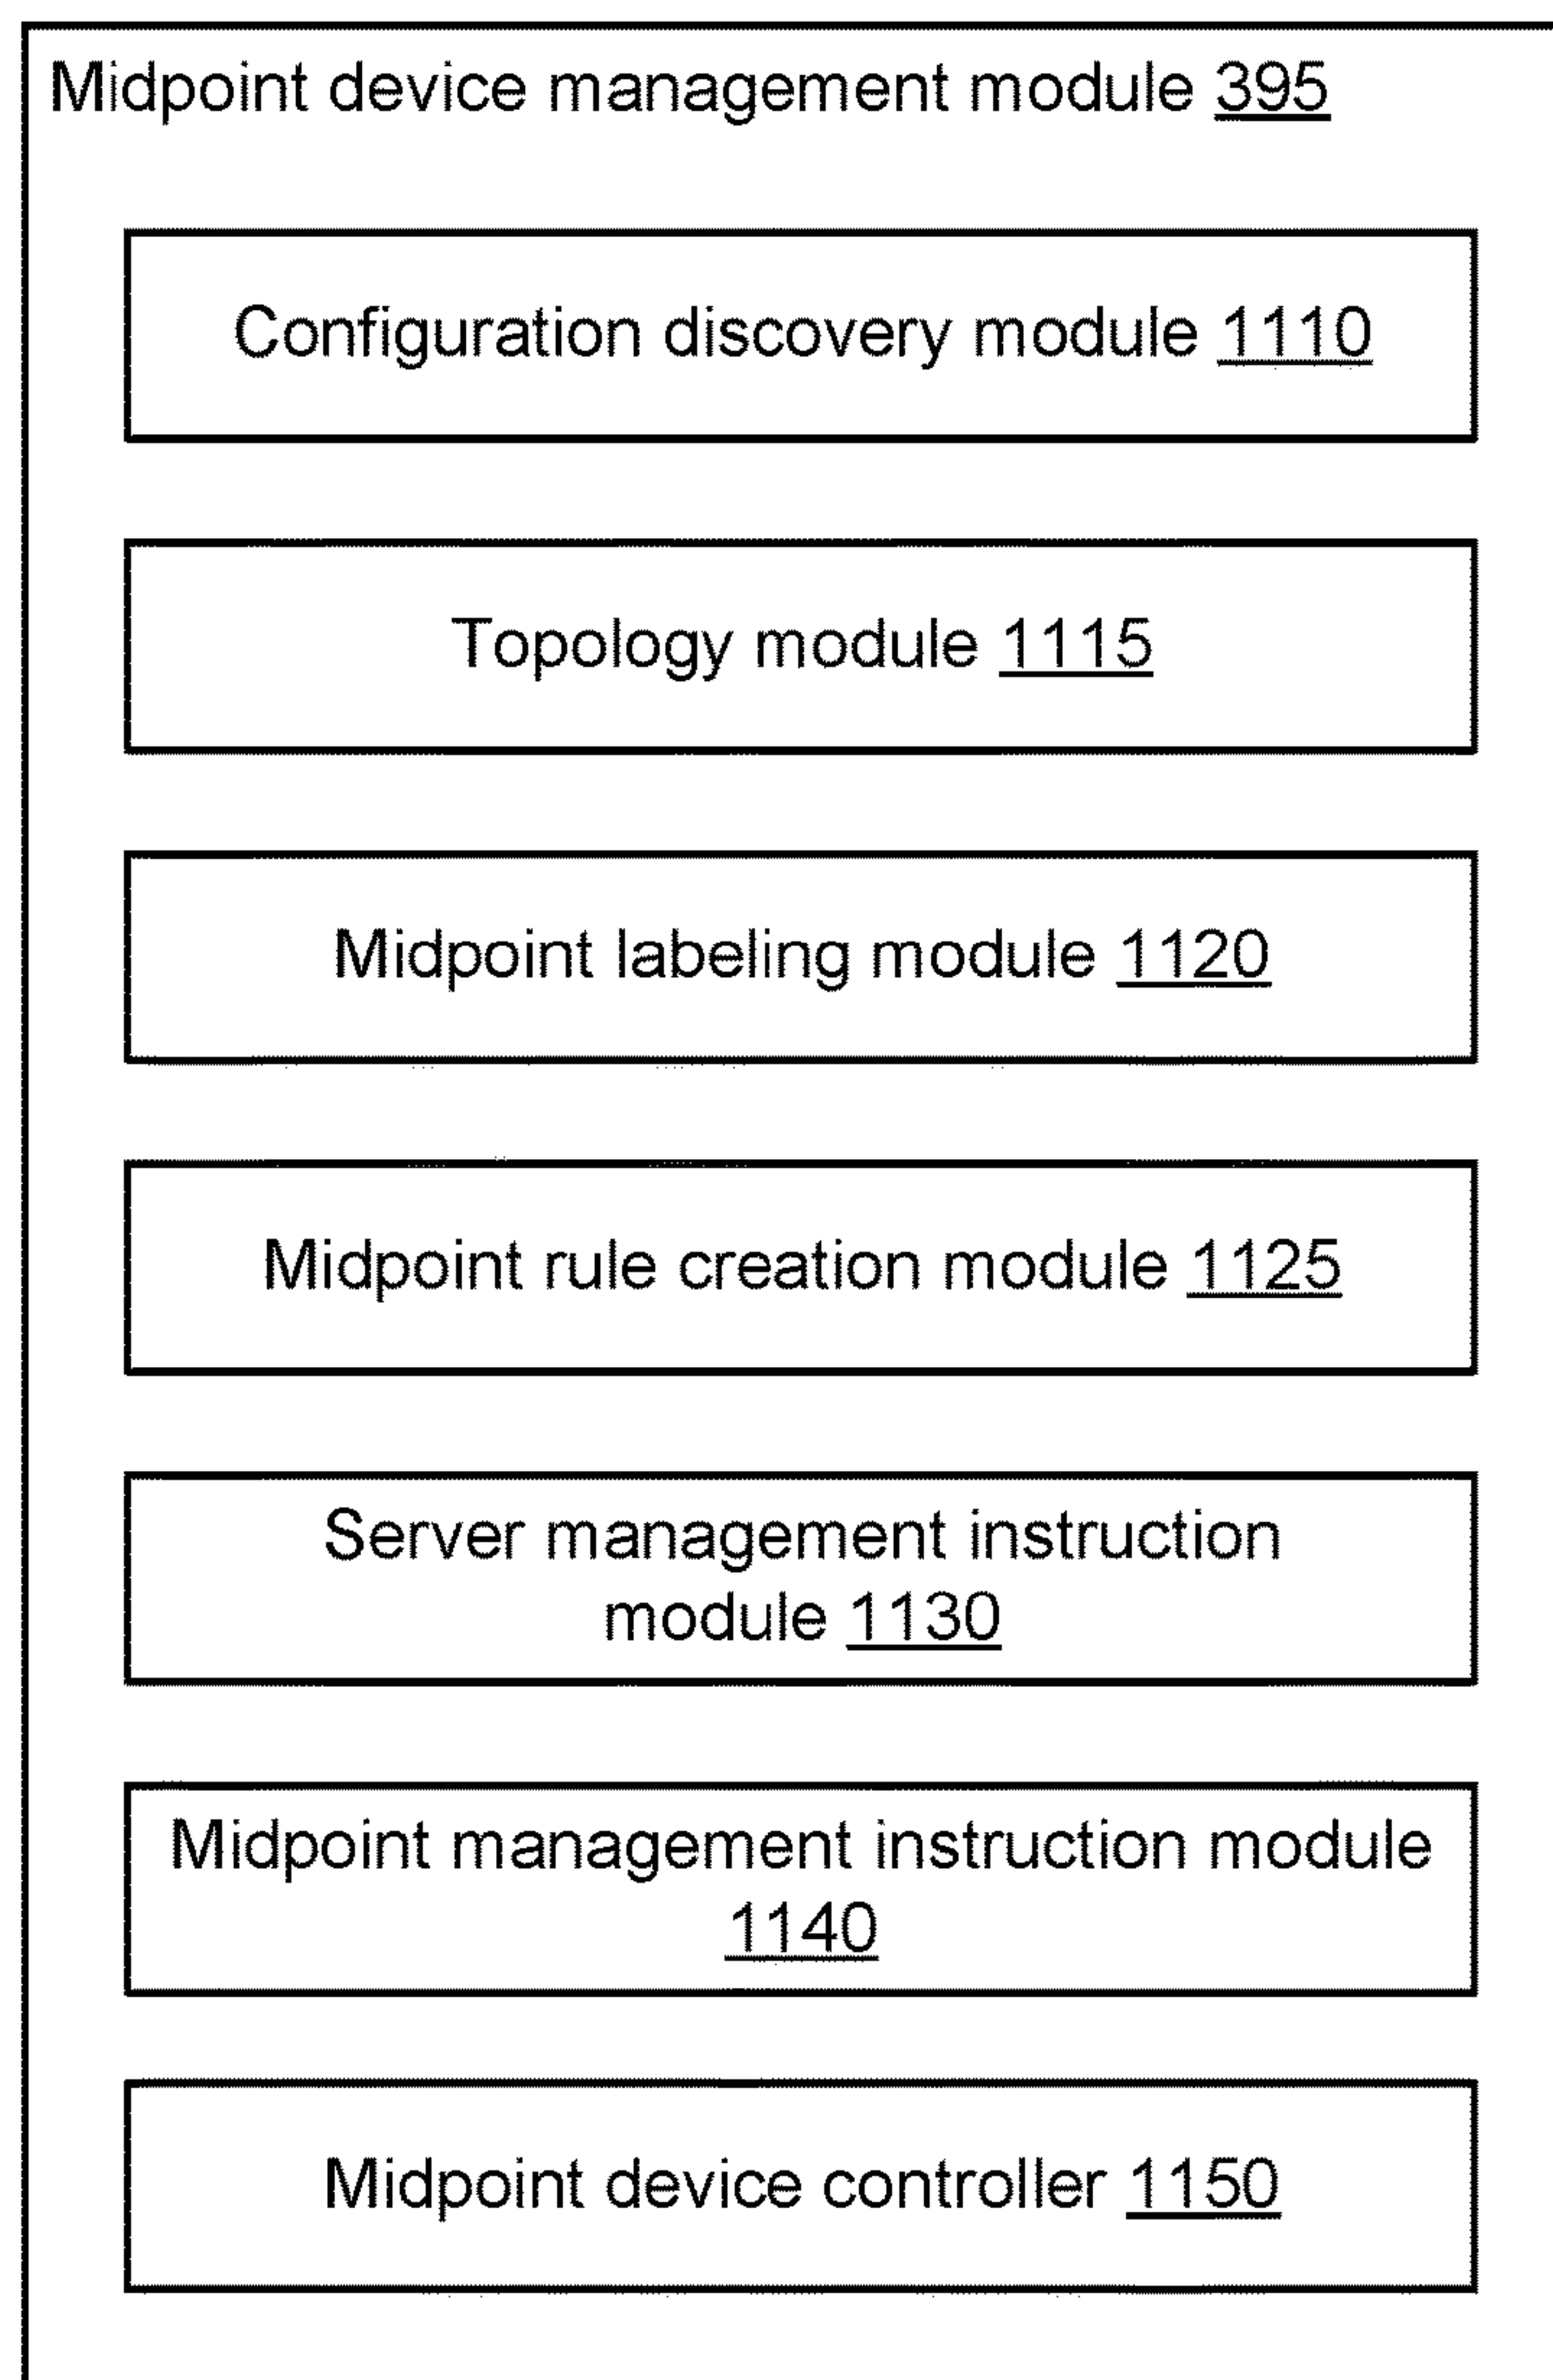 Midpoint device management module 395
Configuration discovery module 1110
Topology module 1115
Midpoint labeling module 1120
Midpoint rule creation module 1125
Server management instruction
module 1130
Midpoint management instruction module
1140
Midpoint device controller 1150